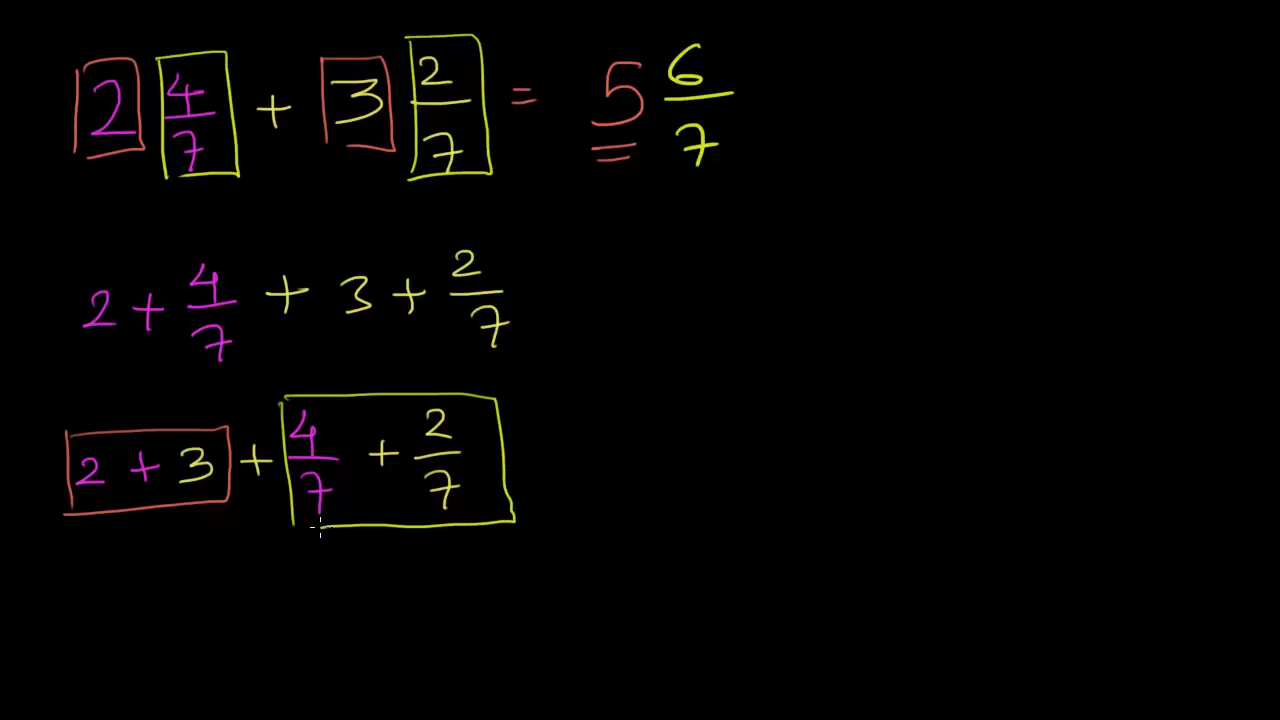 2 4/7 + 3 2/7 = 5 6/7
2 + 4/7 + 3 + 2/7
2 + 3 + 4/7 + 2/7